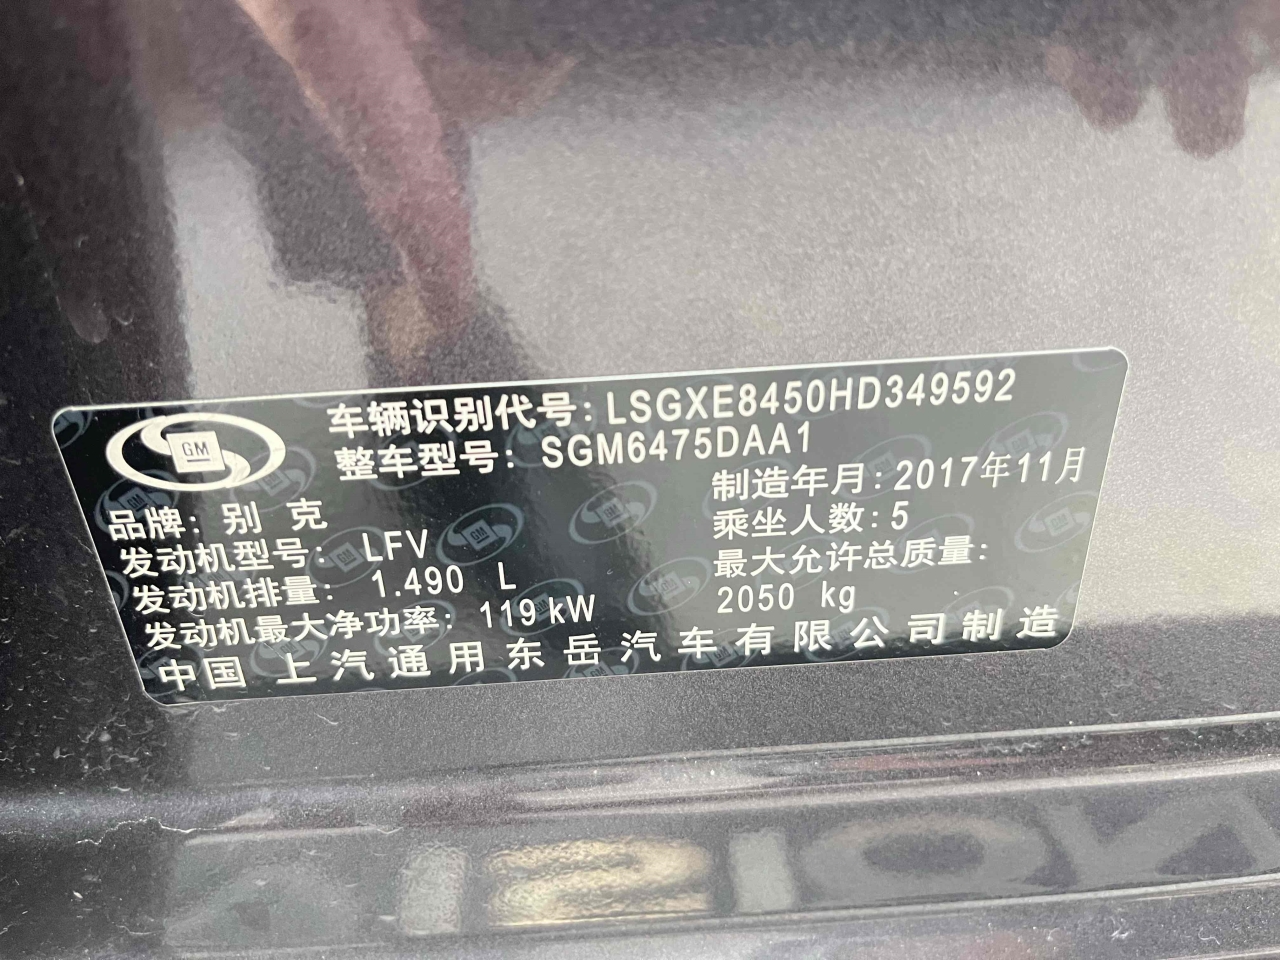 GM
车辆识别代号：LSGXE8450HD349592
整车型号：SGM6475DAA1
制造年月：2017年11月
品牌：别 克
乘坐人数：5
发动机型号：LFV
最大允许总质量：
发动机排量：1.490 L
2050 kg
发动机最大净功率：119 kW
中国 上汽通用东岳汽车有限公司制造